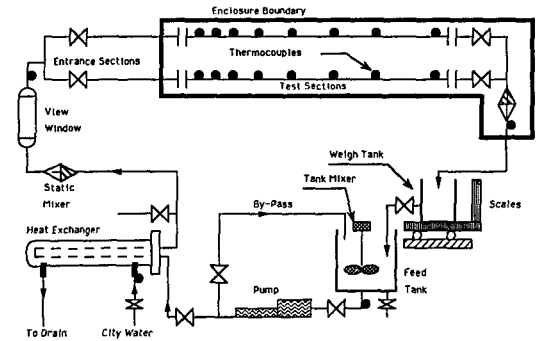 Enclosure Boundary
Thermocouples
Entrance Sections
Test Sections
View
Window
Weigh Tank
Tank Mixer
Static
Mixer
By-Pass
Scales
Heat Exchanger
Pump
Feed
Tank
To Drain
City Water